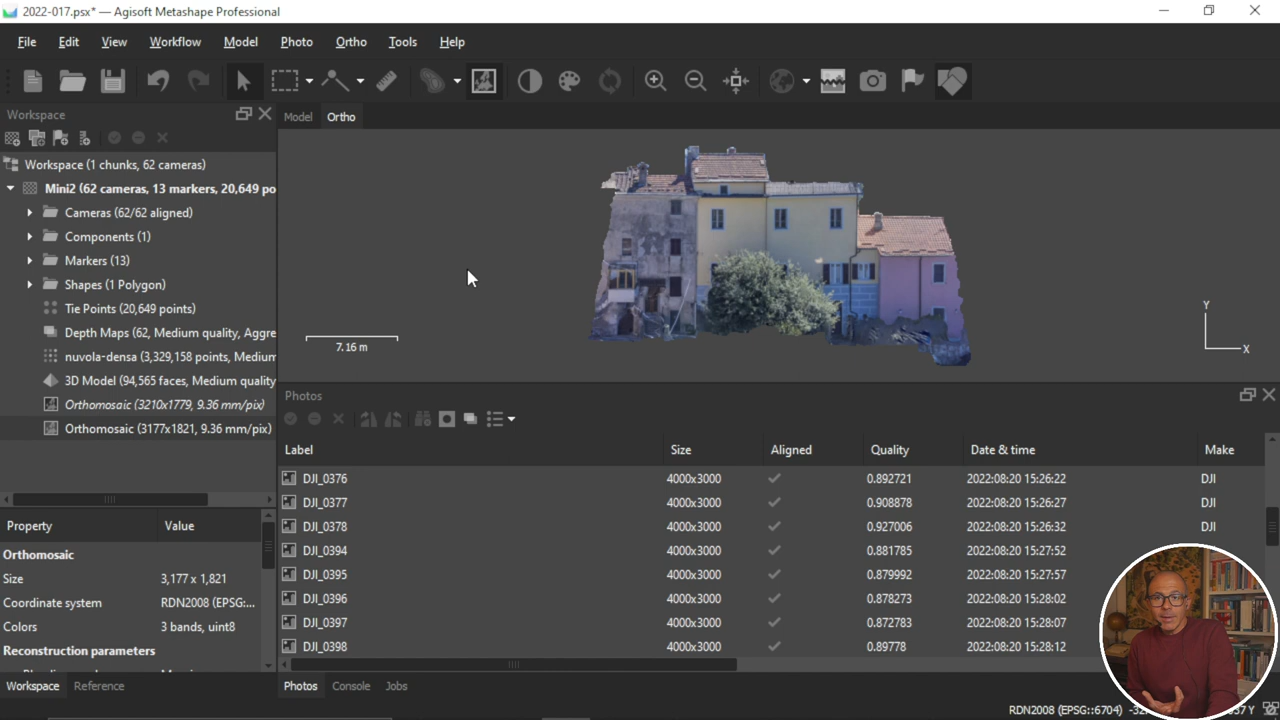 2022-017.psx* — Agisoft Metashape Professional
File Edit View Workflow Model Photo Ortho Tools Help
Workspace
Model Ortho
Workspace (1 chunks, 62 cameras)
Mini2 (62 cameras, 13 markers, 20,649 po
Cameras (62/62 aligned)
Components (1)
Markers (13)
Shapes (1 Polygon)
Tie Points (20,649 points)
Depth Maps (62, Medium quality, Aggre
nuvola-densa (3,329,158 points, Medium
3D Model (94,565 faces, Medium quality
Orthomosaic (3210x1779, 9.36 mm/pix)
Orthomosaic (3177x1821, 9.36 mm/pix)
7.16 m
Y
X
Property Value
Orthomosaic
Size 3,177 x 1,821
Coordinate system RDN2008 (EPSG:...
Colors 3 bands, uint8
Reconstruction parameters
Workspace Reference
Photos
Label Size Aligned Quality Date & time Make
DJI_0376 4000x3000 0.892721 2022:08:20 15:26:22 DJI
DJI_0377 4000x3000 0.908878 2022:08:20 15:26:27 DJI
DJI_0378 4000x3000 0.927006 2022:08:20 15:26:32 DJI
DJI_0394 4000x3000 0.881785 2022:08:20 15:27:52
DJI_0395 4000x3000 0.879992 2022:08:20 15:27:57
DJI_0396 4000x3000 0.878273 2022:08:20 15:28:02
DJI_0397 4000x3000 0.872783 2022:08:20 15:28:07
DJI_0398 4000x3000 0.89778 2022:08:20 15:28:12
Photos Console Jobs
RDN2008 (EPSG::6704) Y